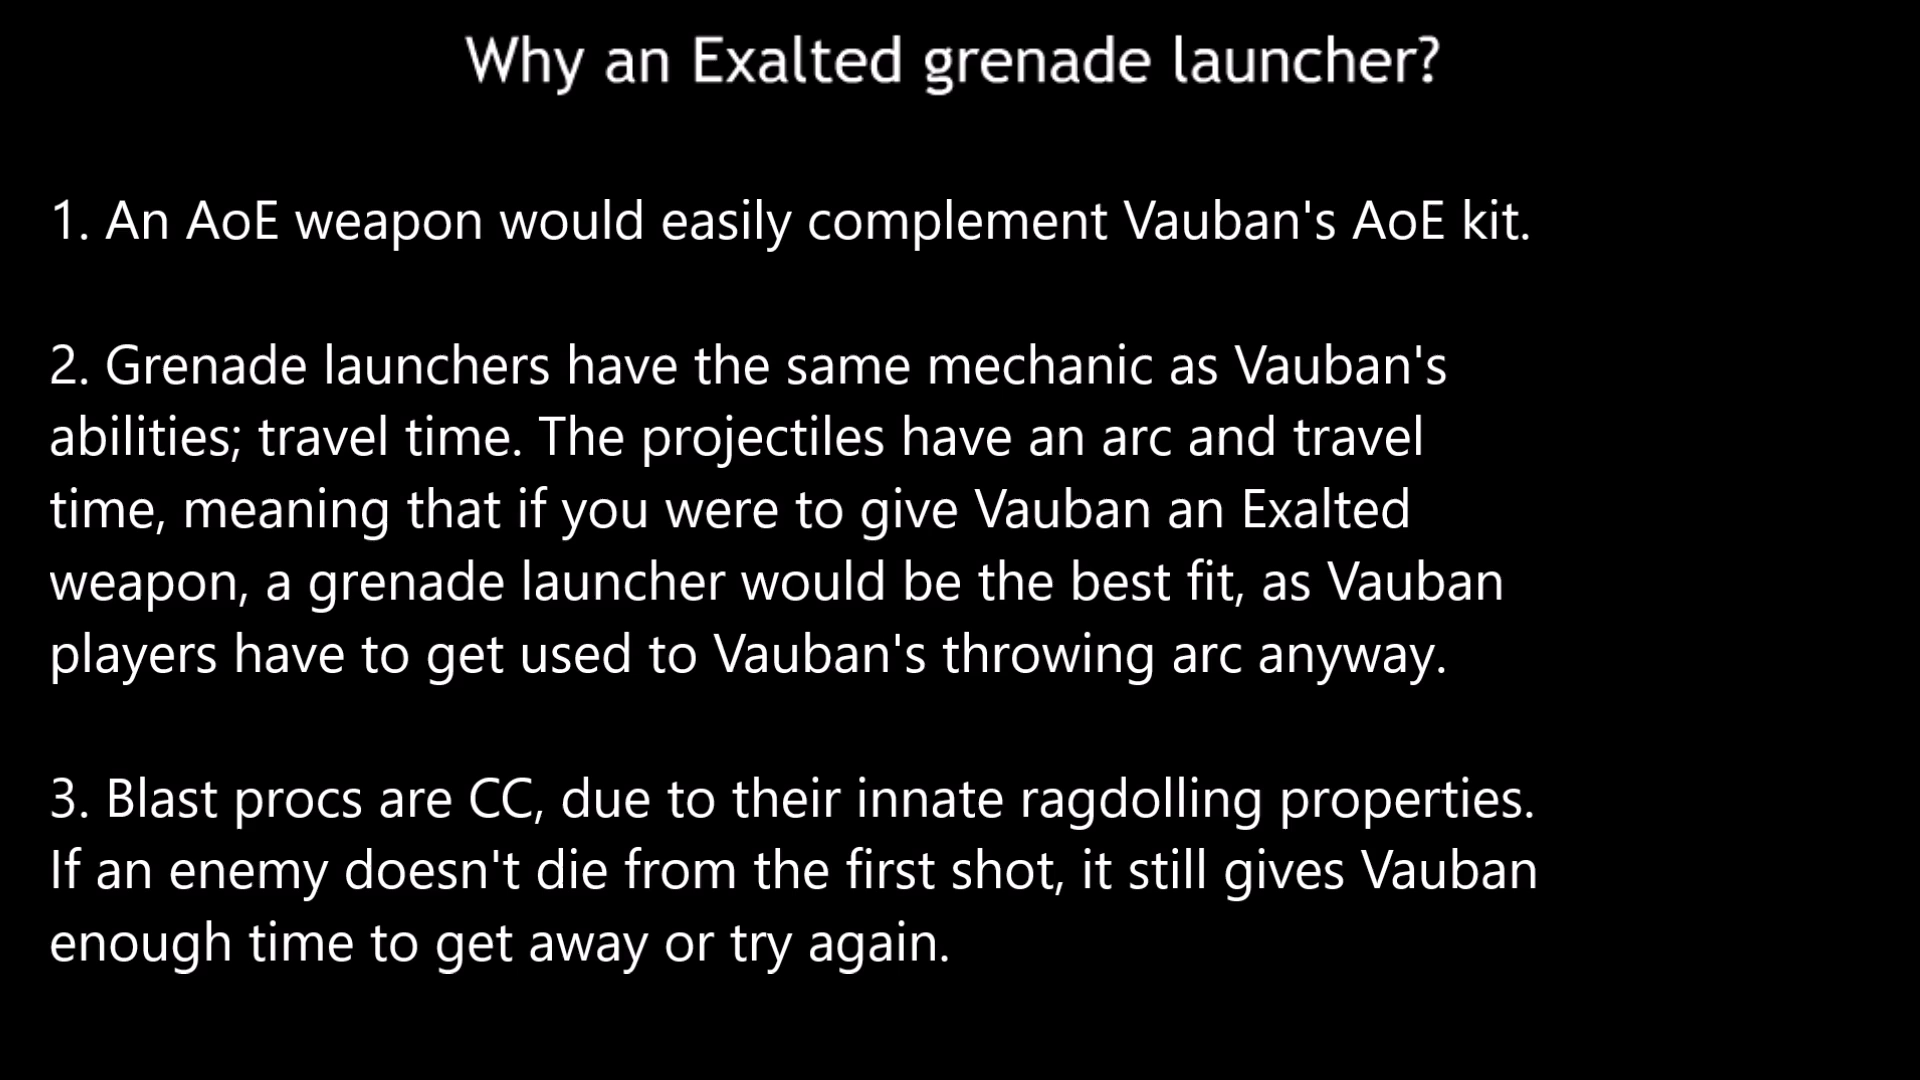 Why an Exalted grenade launcher?
1. An AoE weapon would easily complement Vauban's AoE kit.
2. Grenade launchers have the same mechanic as Vauban's
abilities; travel time. The projectiles have an arc and travel
time, meaning that if you were to give Vauban an Exalted
weapon, a grenade launcher would be the best fit, as Vauban
players have to get used to Vauban's throwing arc anyway.
3. Blast procs are CC, due to their innate ragdolling properties.
If an enemy doesn't die from the first shot, it still gives Vauban
enough time to get away or try again.